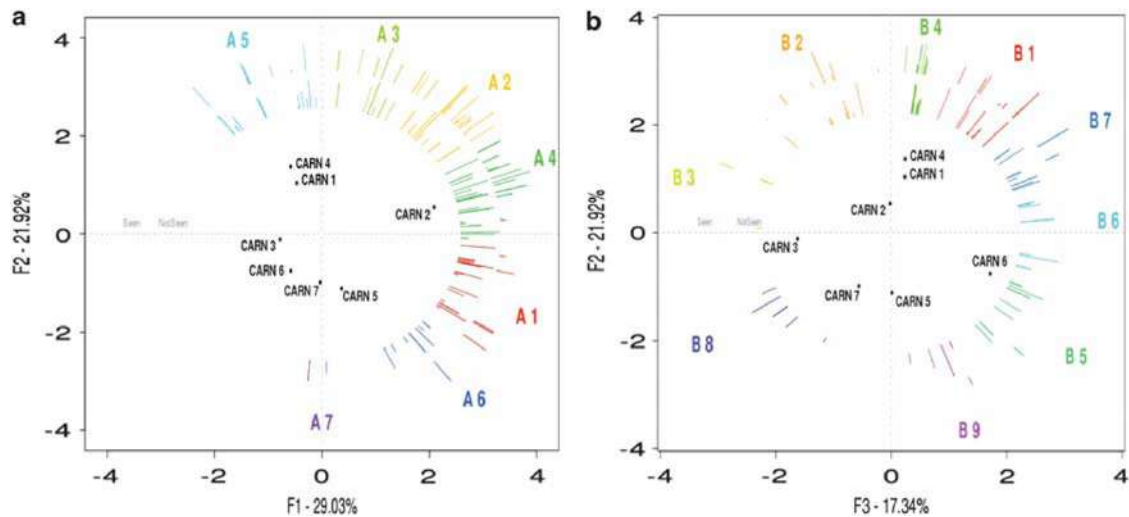 a
A 5
A 3
A 2
A 4
A 1
A 6
A 7
CARN 4
CARN 1
CARN 2
CARN 3
CARN 6
CARN 7
CARN 5
Seen
NotSeen
4
2
0
-2
-4
-4
-2
0
2
4
F2 - 21.92%
F1 - 29.03%
b
B 2
B 4
B 1
B 7
B 3
B 6
B 8
B 5
B 9
CARN 4
CARN 1
CARN 2
CARN 3
CARN 6
CARN 7
CARN 5
Seen
NotSeen
4
2
0
-2
-4
-4
-2
0
2
4
F2 - 21.92%
F3 - 17.34%